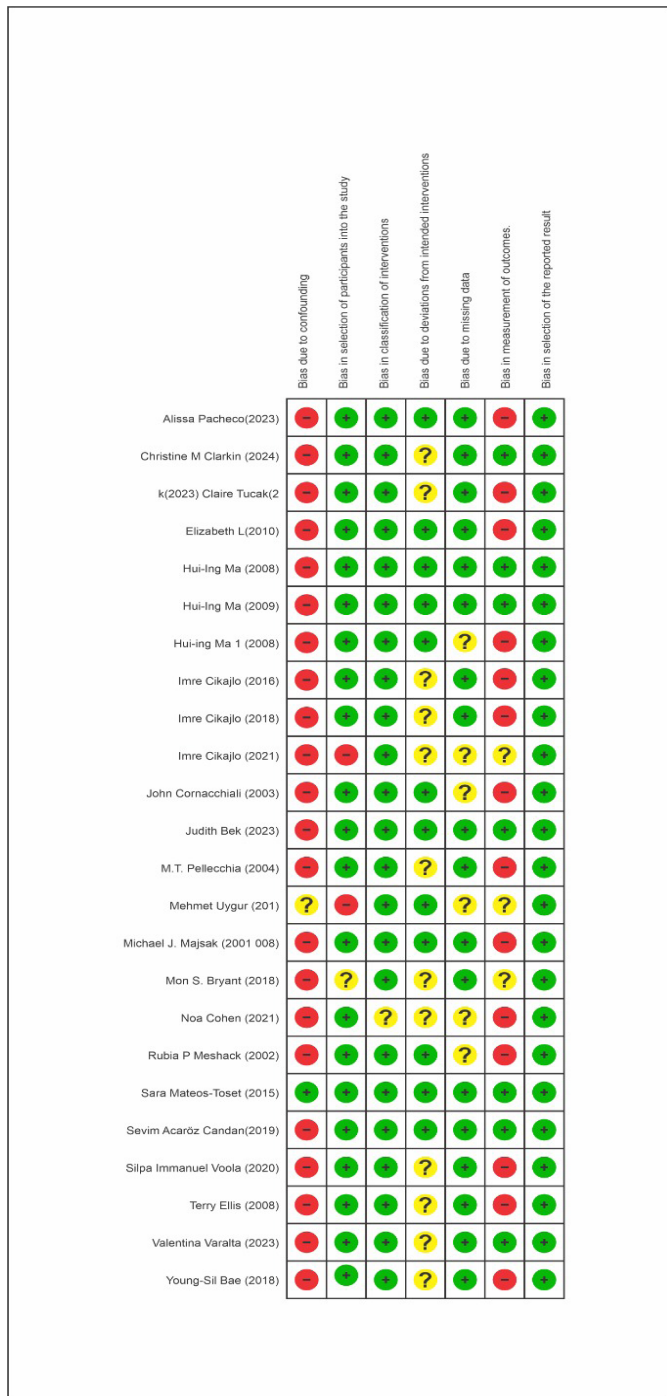 Bias due to confounding
Bias in selection of participants into the study
Bias in classification of interventions
Bias due to deviations from intended interventions
Bias due to missing data
Bias in measurement of outcomes.
Bias in selection of the reported result
Alissa Pacheco(2023) - + + + + - +
Christine M Clarkin (2024) - + + ? + + +
k(2023) Claire Tucak(2 - + + ? + - +
Elizabeth L(2010) - + + + + - +
Hui-Ing Ma (2008) - + + + + + +
Hui-Ing Ma (2009) - + + + + + +
Hui-ing Ma 1 (2008) - + + + ? - +
Imre Cikajlo (2016) - + + ? + - +
Imre Cikajlo (2018) - + + ? + - +
Imre Cikajlo (2021) - - + ? ? ? +
John Cornacchiali (2003) - + + + ? - +
Judith Bek (2023) - + + + + + +
M.T. Pellecchia (2004) - + + ? + - +
Mehmet Uygur (201) ? - + + ? ? +
Michael J. Majsak (2001 008) - + + + + - +
Mon S. Bryant (2018) - ? + ? + ? +
Noa Cohen (2021) - + ? ? ? - +
Rubia P Meshack (2002) - + + + ? - +
Sara Mateos-Toset (2015) + + + + + + +
Sevim Acaröz Candan(2019) - + + + + + +
Silpa Immanuel Voola (2020) - + + ? + - +
Terry Ellis (2008) - + + ? + - +
Valentina Varalta (2023) - + + ? + + +
Young-Sil Bae (2018) - + + ? + - +